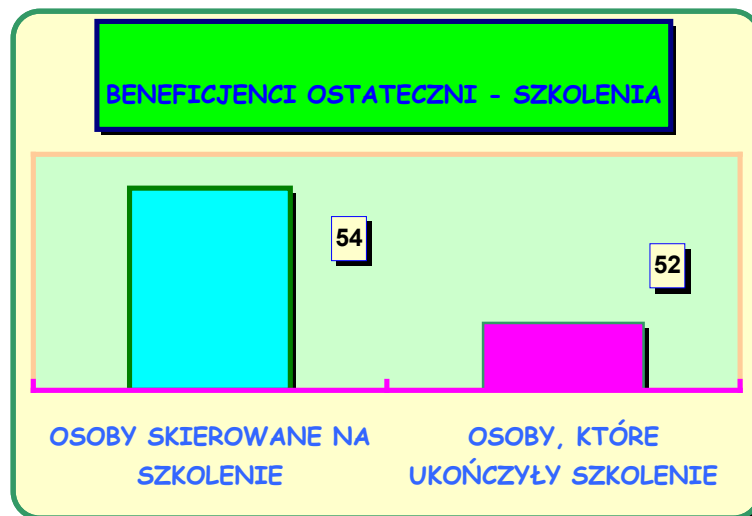 BENEFICJENCI OSTATECZNI - SZKOLENIA
54
52
OSOBY SKIEROWANE NA
SZKOLENIE
OSOBY, KTÓRE
UKOŃCZYŁY SZKOLENIE